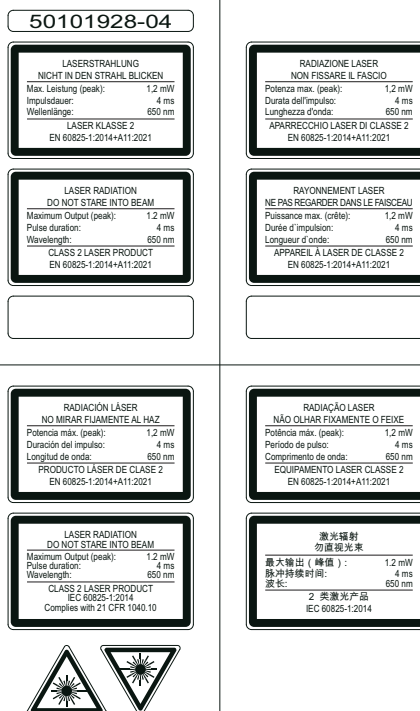 50101928-04
LASERSTRAHLUNG
NICHT IN DEN STRAHL BLICKEN
Max. Leistung (peak): 1,2 mW
Impulsdauer: 4 ms
Wellenlänge: 650 nm
LASER KLASSE 2
EN 60825-1:2014+A11:2021
RADIAZIONE LASER
NON FISSARE IL FASCIO
Potenza max. (peak): 1,2 mW
Durata dell'impulso: 4 ms
Lunghezza d'onda: 650 nm
APARRECCHIO LASER DI CLASSE 2
EN 60825-1:2014+A11:2021
LASER RADIATION
DO NOT STARE INTO BEAM
Maximum Output (peak): 1.2 mW
Pulse duration: 4 ms
Wavelength: 650 nm
CLASS 2 LASER PRODUCT
EN 60825-1:2014+A11:2021
RAYONNEMENT LASER
NE PAS REGARDER DANS LE FAISCEAU
Puissance max. (crête): 1,2 mW
Durée d`impulsion: 4 ms
Longueur d`onde: 650 nm
APPAREIL À LASER DE CLASSE 2
EN 60825-1:2014+A11:2021
RADIACIÓN LÁSER
NO MIRAR FIJAMENTE AL HAZ
Potencia máx. (peak): 1,2 mW
Duración del impulso: 4 ms
Longitud de onda: 650 nm
PRODUCTO LÁSER DE CLASE 2
EN 60825-1:2014+A11:2021
RADIAÇÃO LASER
NÃO OLHAR FIXAMENTE O FEIXE
Potência máx. (peak): 1,2 mW
Período de pulso: 4 ms
Comprimento de onda: 650 nm
EQUIPAMENTO LASER CLASSE 2
EN 60825-1:2014+A11:2021
LASER RADIATION
DO NOT STARE INTO BEAM
Maximum Output (peak): 1.2 mW
Pulse duration: 4 ms
Wavelength: 650 nm
CLASS 2 LASER PRODUCT
IEC 60825-1:2014
Complies with 21 CFR 1040.10
激光辐射
勿直视光束
最大输出（峰值）: 1.2 mW
脉冲持续时间: 4 ms
波长: 650 nm
2 类激光产品
IEC 60825-1:2014